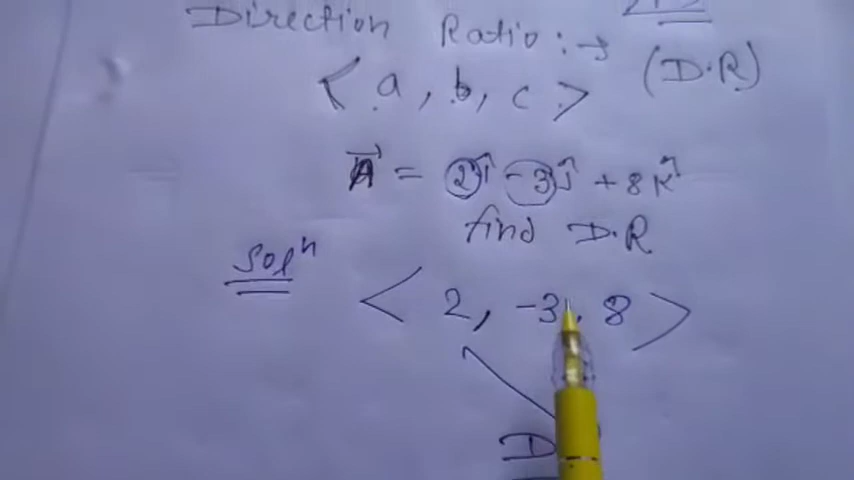 Direction Ratio :→ (D.R)
< a, b, c >
A⃗ = 2î - 3ĵ + 8k̂
find D.R
Solⁿ
< 2, -3, 8 >
D